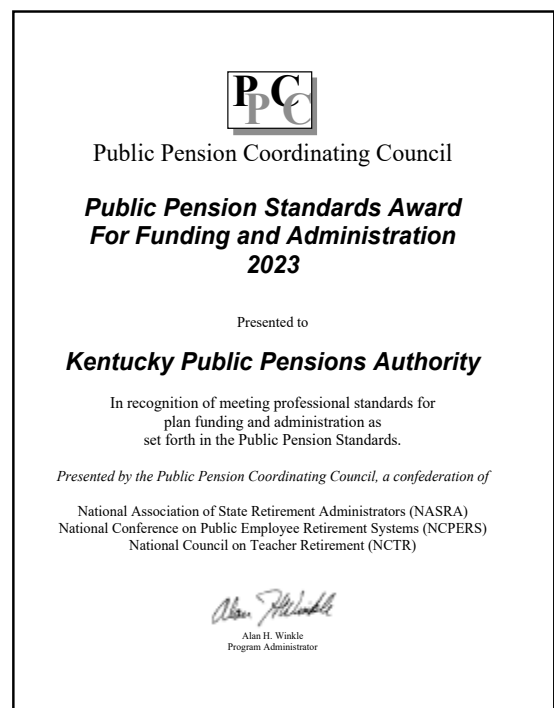 PPCC
Public Pension Coordinating Council
Public Pension Standards Award
For Funding and Administration
2023
Presented to
Kentucky Public Pensions Authority
In recognition of meeting professional standards for
plan funding and administration as
set forth in the Public Pension Standards.
Presented by the Public Pension Coordinating Council, a confederation of
National Association of State Retirement Administrators (NASRA)
National Conference on Public Employee Retirement Systems (NCPERS)
National Council on Teacher Retirement (NCTR)
Alan H Winkle
Alan H. Winkle
Program Administrator